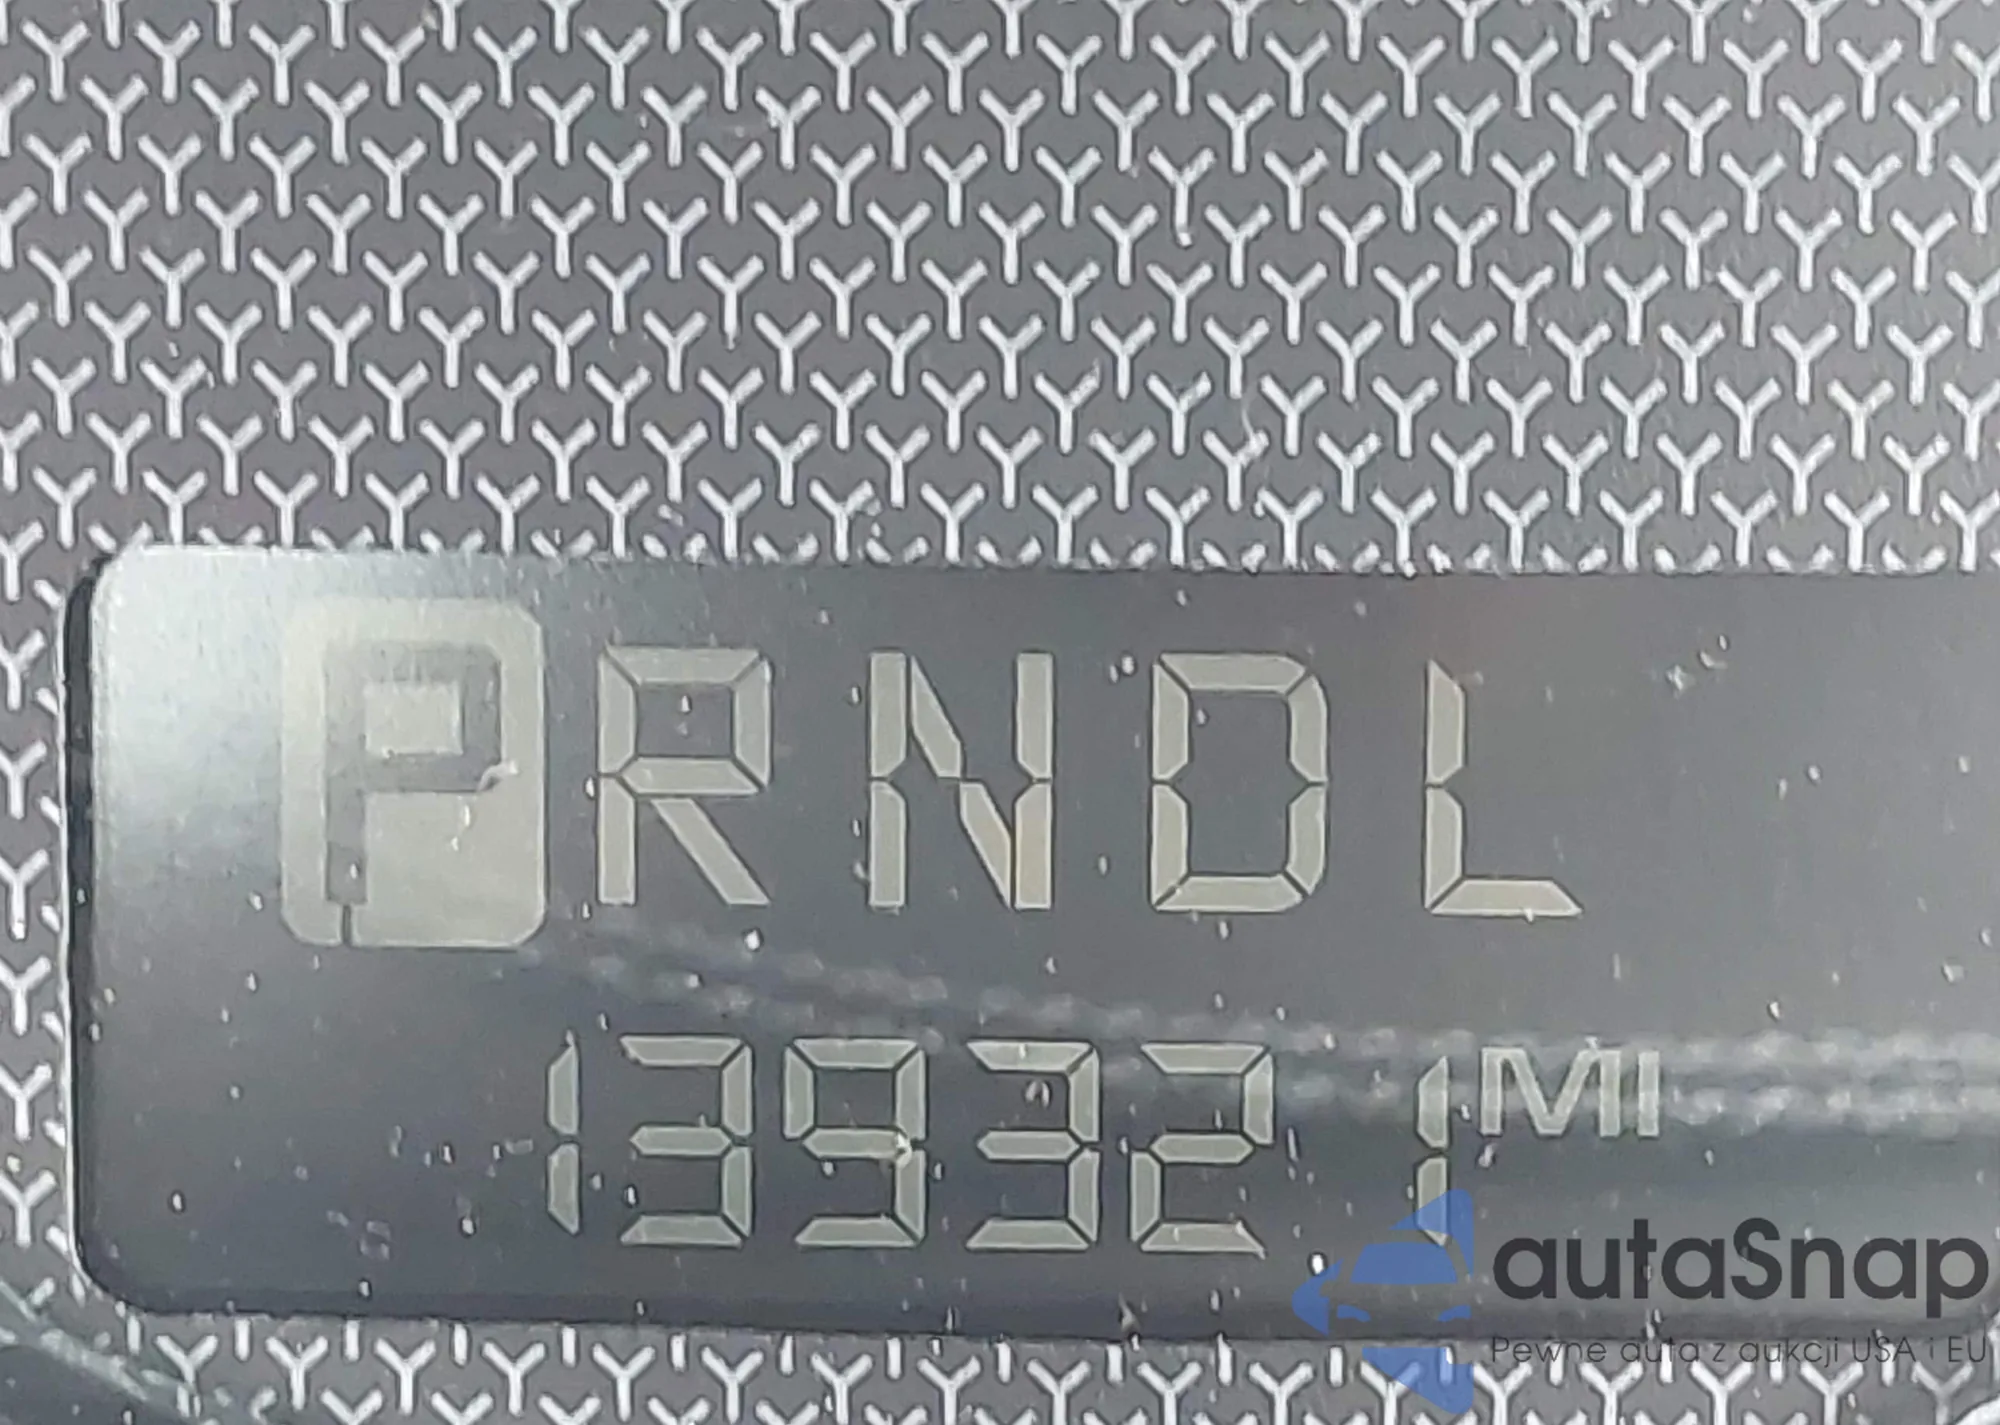 PRNDL
139321 MI
autaSnap
Pewne auta z aukcji USA i EU